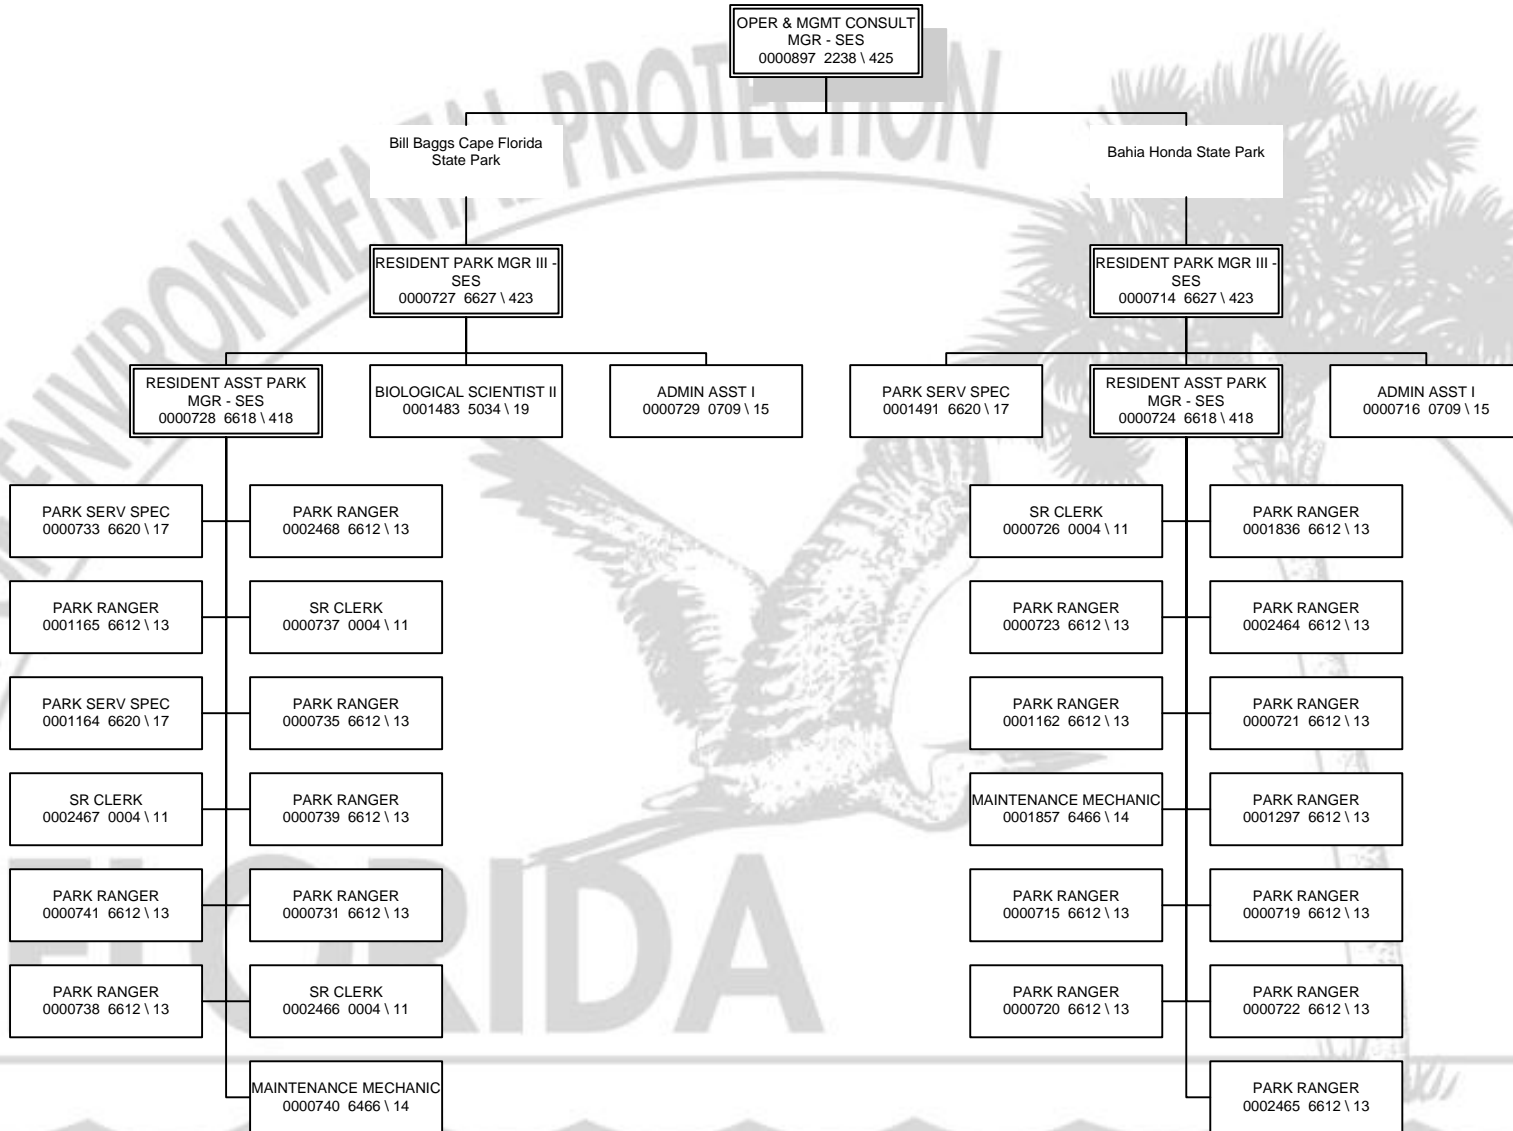 OPER & MGMT CONSULT
MGR - SES
0000897 2238 \ 425
Bill Baggs Cape Florida
State Park
Bahia Honda State Park
RESIDENT PARK MGR III -
SES
0000727 6627 \ 423
RESIDENT PARK MGR III -
SES
0000714 6627 \ 423
RESIDENT ASST PARK
MGR - SES
0000728 6618 \ 418
BIOLOGICAL SCIENTIST II
0001483 5034 \ 19
ADMIN ASST I
0000729 0709 \ 15
PARK SERV SPEC
0001491 6620 \ 17
RESIDENT ASST PARK
MGR - SES
0000724 6618 \ 418
ADMIN ASST I
0000716 0709 \ 15
PARK SERV SPEC
0000733 6620 \ 17
PARK RANGER
0002468 6612 \ 13
SR CLERK
0000726 0004 \ 11
PARK RANGER
0001836 6612 \ 13
PARK RANGER
0001165 6612 \ 13
SR CLERK
0000737 0004 \ 11
PARK RANGER
0000723 6612 \ 13
PARK RANGER
0002464 6612 \ 13
PARK SERV SPEC
0001164 6620 \ 17
PARK RANGER
0000735 6612 \ 13
PARK RANGER
0001162 6612 \ 13
PARK RANGER
0000721 6612 \ 13
SR CLERK
0002467 0004 \ 11
PARK RANGER
0000739 6612 \ 13
MAINTENANCE MECHANIC
0001857 6466 \ 14
PARK RANGER
0001297 6612 \ 13
PARK RANGER
0000741 6612 \ 13
PARK RANGER
0000731 6612 \ 13
PARK RANGER
0000715 6612 \ 13
PARK RANGER
0000719 6612 \ 13
PARK RANGER
0000738 6612 \ 13
SR CLERK
0002466 0004 \ 11
PARK RANGER
0000720 6612 \ 13
PARK RANGER
0000722 6612 \ 13
MAINTENANCE MECHANIC
0000740 6466 \ 14
PARK RANGER
0002465 6612 \ 13
ENVIRONMENTAL PROTECTION
FLORIDA